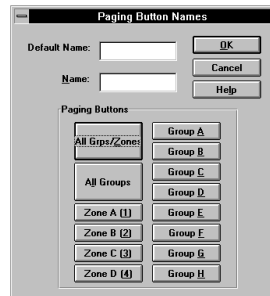 Paging Button Names
Default Name:
OK
Name:
Cancel
Help
Paging Buttons
All Grps/Zones
Group A
Group B
All Groups
Group C
Group D
Zone A (1)
Group E
Zone B (2)
Group F
Zone C (3)
Group G
Zone D (4)
Group H